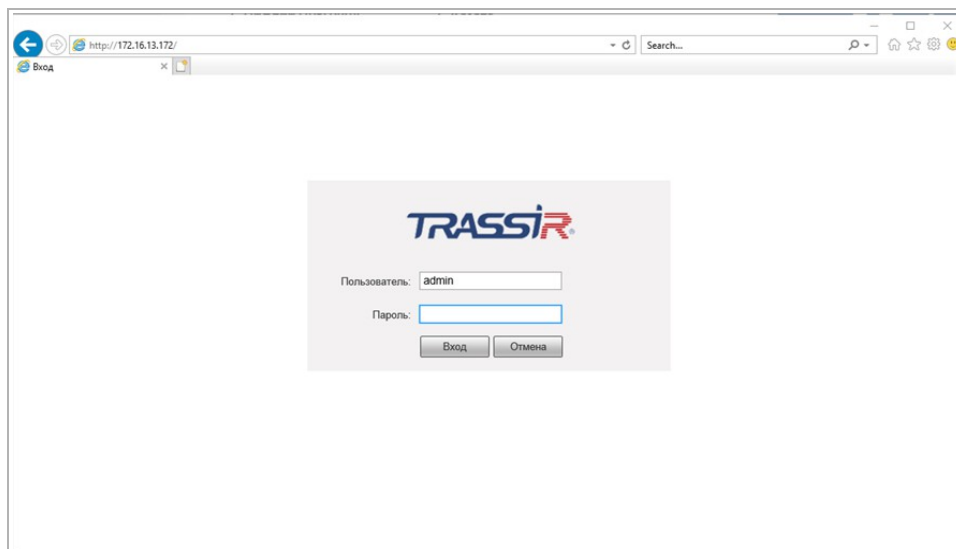 http://172.16.13.172/
Search...
Вход
TRASSIR®
Пользователь: admin
Пароль:
Вход Отмена